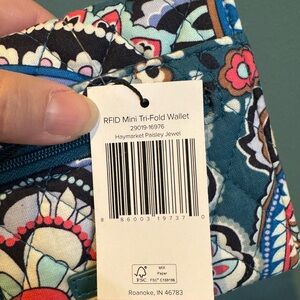 RFID Mini Tri-Fold Wallet
29019-16976
Haymarket Paisley Jewel
8 86003 19737 0
FSC
MIX
Paper
Roanoke, IN 46783